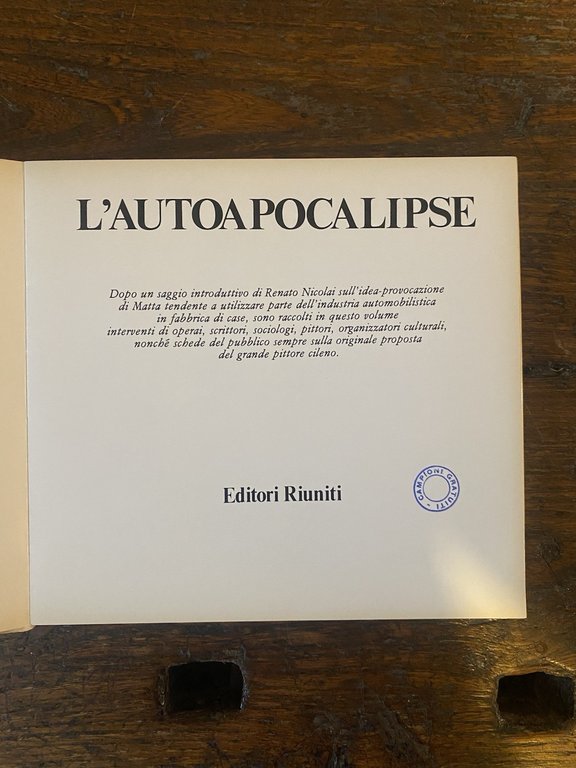 L'AUTOAPOCALIPSE
Dopo un saggio introduttivo di Renato Nicolai sull'idea-provocazione
di Matta tendente a utilizzare parte dell'industria automobilistica
in fabbrica di case, sono raccolti in questo volume
interventi di operai, scrittori, sociologi, pittori, organizzatori culturali,
nonché schede del pubblico sempre sulla originale proposta
del grande pittore cileno.
Editori Riuniti
CAMPIONI GRATUITI -